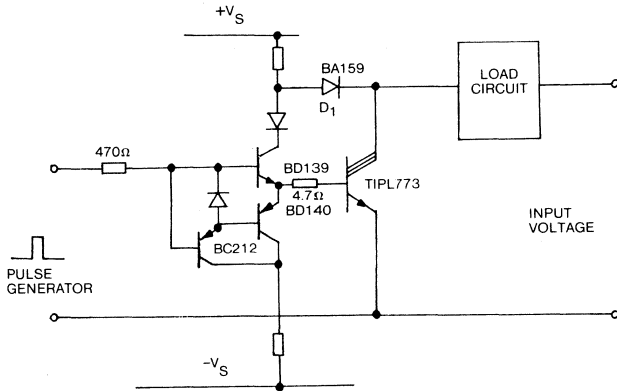 +VS
BA159
D1
LOAD
CIRCUIT
470Ω
BD139
4.7Ω
BD140
TIPL773
BC212
INPUT
VOLTAGE
PULSE
GENERATOR
-VS